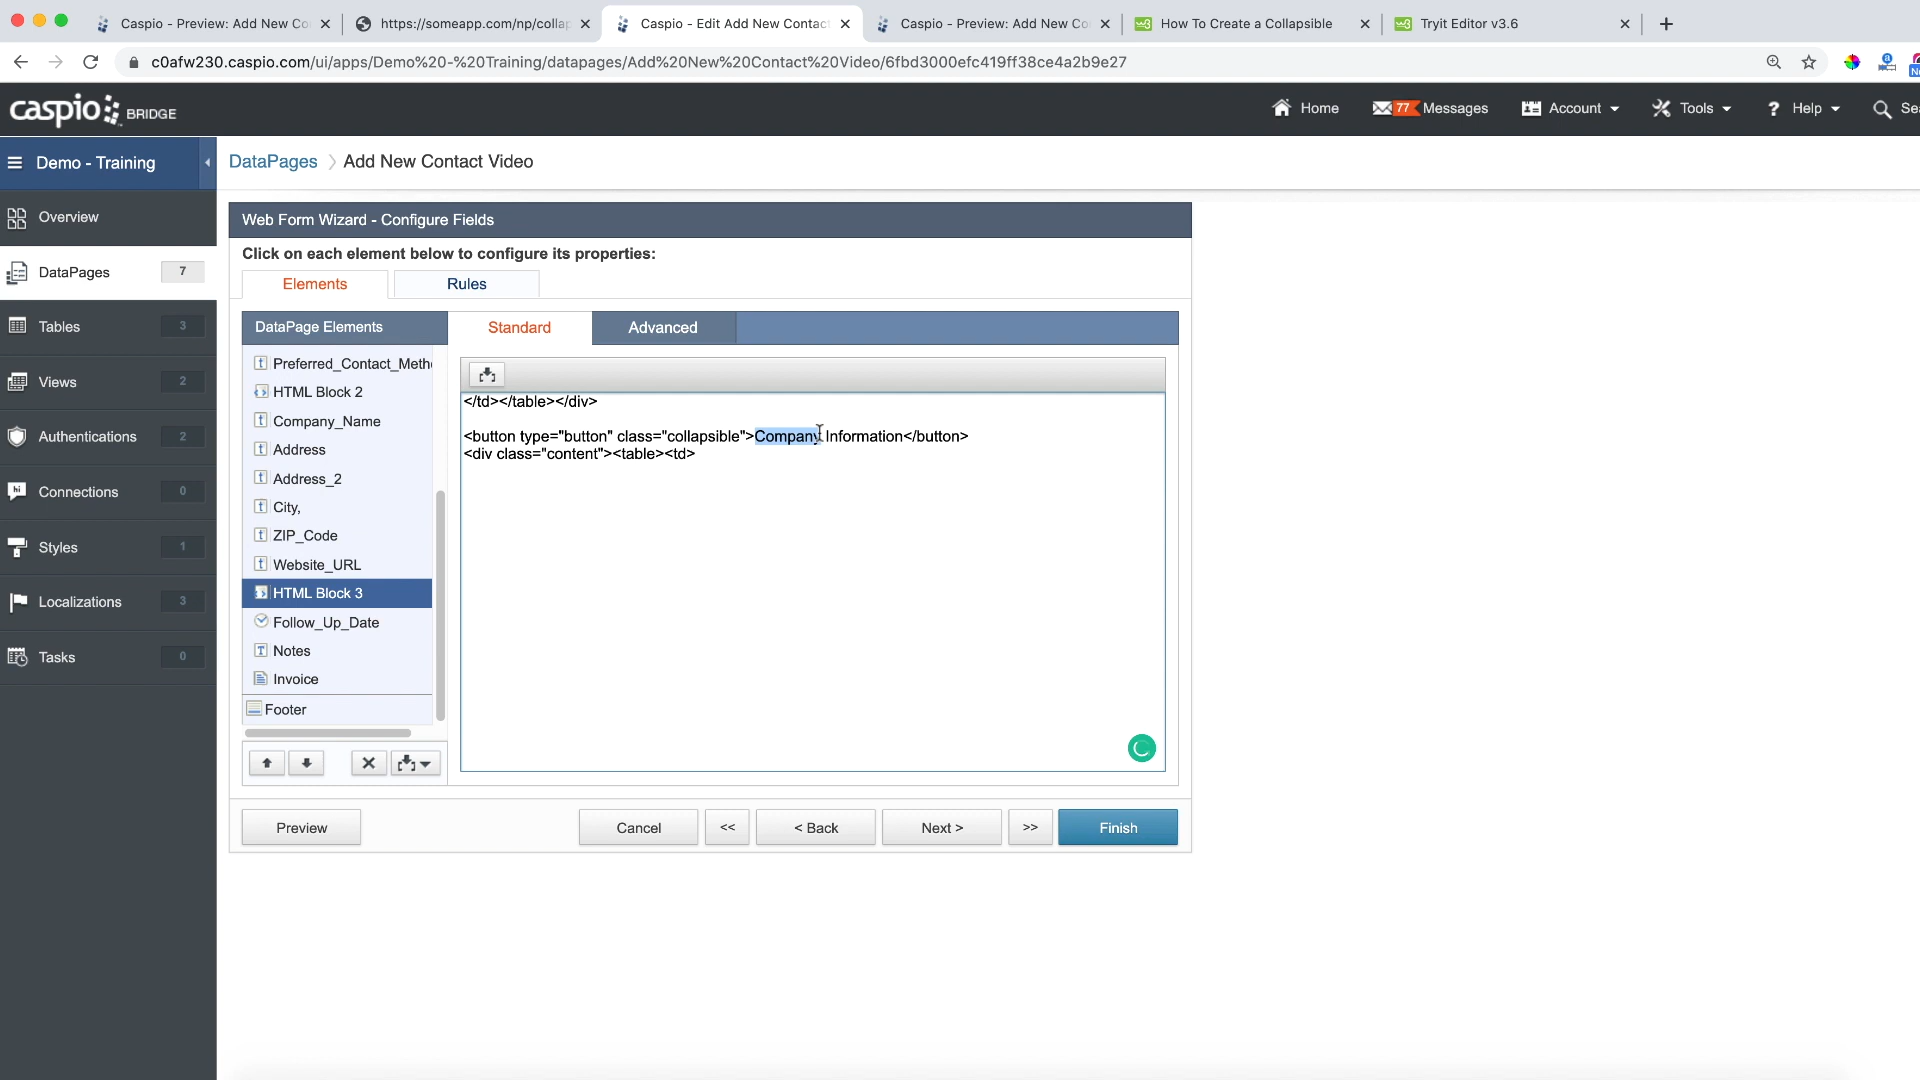 Caspio - Preview: Add New Co
https://someapp.com/np/collap
Caspio - Edit Add New Contact
Caspio - Preview: Add New Co
How To Create a Collapsible
Tryit Editor v3.6
c0afw230.caspio.com/ui/apps/Demo%20-%20Training/datapages/Add%20New%20Contact%20Video/6fbd3000efc419ff38ce4a2b9e27
caspio BRIDGE
Home
77 Messages
Account
Tools
? Help
Sea
Demo - Training
DataPages
Add New Contact Video
Overview
DataPages 7
Tables 3
Views 2
Authentications 2
Connections 0
Styles 1
Localizations 3
Tasks 0
Web Form Wizard - Configure Fields
Click on each element below to configure its properties:
Elements
Rules
DataPage Elements
Standard
Advanced
Preferred_Contact_Meth
HTML Block 2
Company_Name
Address
Address_2
City,
ZIP_Code
Website_URL
HTML Block 3
Follow_Up_Date
Notes
Invoice
Footer
</td></table></div>
<button type="button" class="collapsible">Company Information</button>
<div class="content"><table><td>
Preview
Cancel
<<
< Back
Next >
>>
Finish